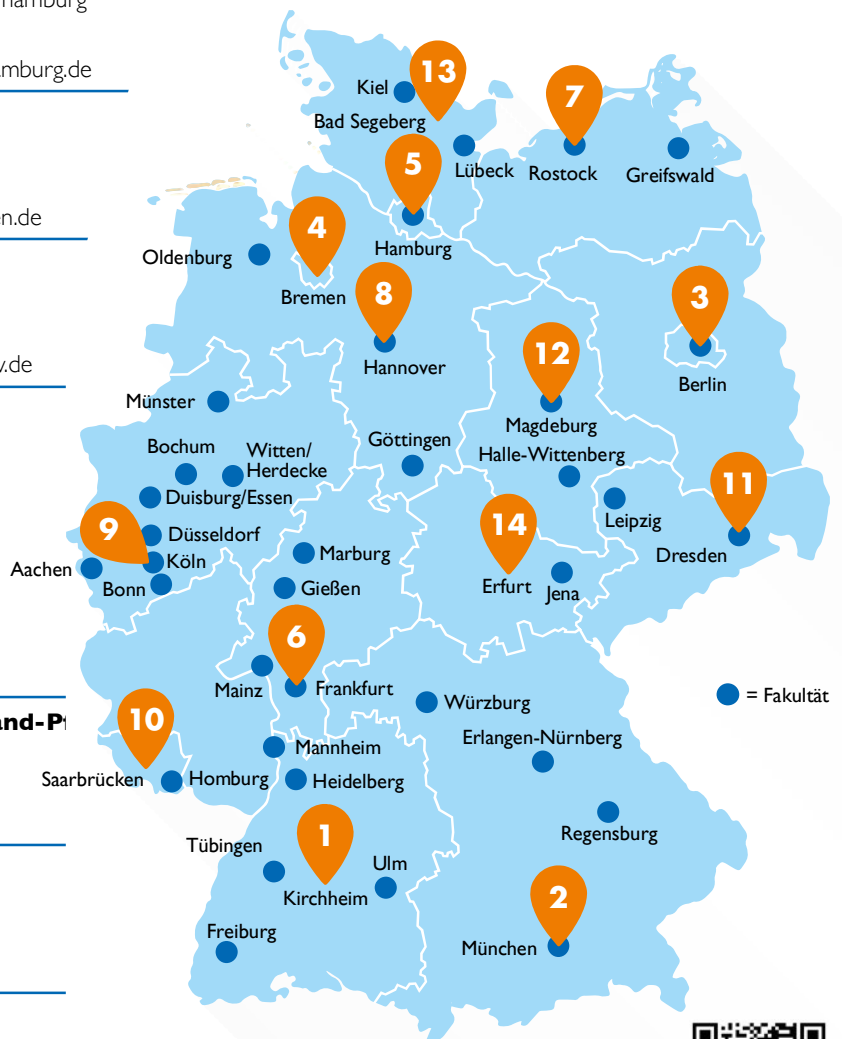 hamburg
amburg.de
en.de
v.de
and-Pf
13
Kiel
7
Bad Segeberg
5
Lübeck
Rostock
Greifswald
4
Oldenburg
Hamburg
Bremen
8
3
Hannover
12
Berlin
Münster
Magdeburg
Göttingen
Bochum
Witten/
Herdecke
Halle-Wittenberg
11
Duisburg/Essen
9
14
Leipzig
Düsseldorf
Dresden
Marburg
Köln
Aachen
Bonn
Gießen
Erfurt
Jena
6
Mainz
Frankfurt
Würzburg
= Fakultät
10
Mannheim
Erlangen-Nürnberg
Saarbrücken
Homburg
Heidelberg
1
Regensburg
Tübingen
Ulm
Kirchheim
2
Freiburg
München